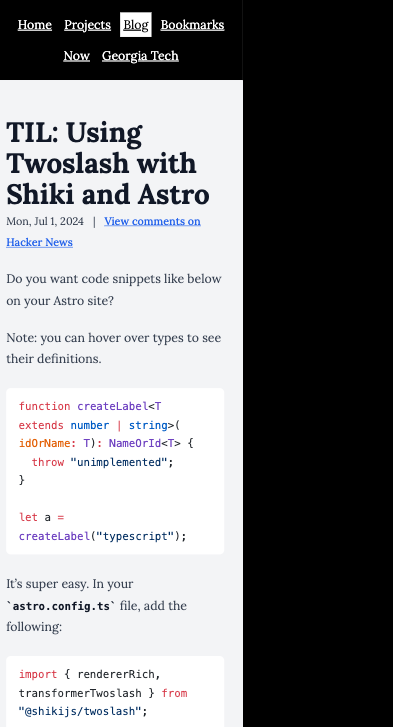 Home Projects Blog Bookmarks
Now Georgia Tech
TIL: Using
Twoslash with
Shiki and Astro
Mon, Jul 1, 2024 | View comments on
Hacker News
Do you want code snippets like below
on your Astro site?
Note: you can hover over types to see
their definitions.
function createLabel<T
extends number | string>(
idOrName: T): NameOrId<T> {
  throw "unimplemented";
}
let a =
createLabel("typescript");
It’s super easy. In your
`astro.config.ts` file, add the
following:
import { rendererRich,
transformerTwoslash } from
"@shikijs/twoslash";